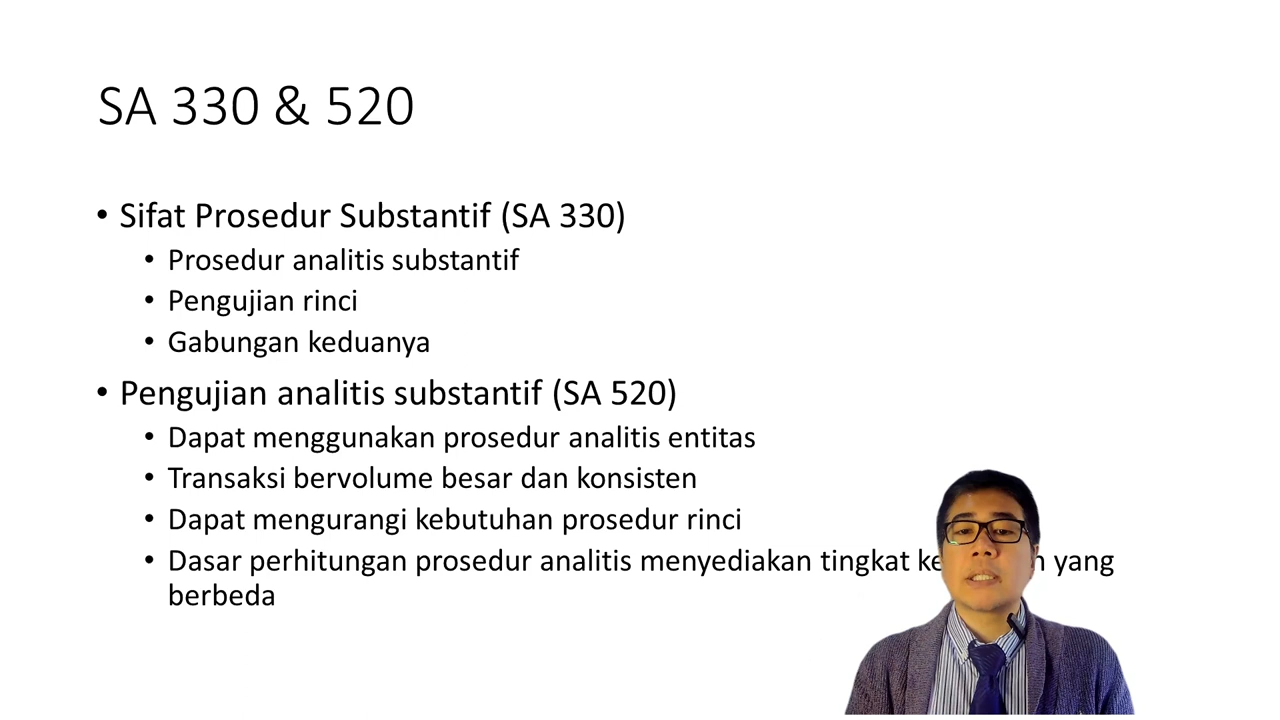 SA 330 & 520
• Sifat Prosedur Substantif (SA 330)
• Prosedur analitis substantif
• Pengujian rinci
• Gabungan keduanya
• Pengujian analitis substantif (SA 520)
• Dapat menggunakan prosedur analitis entitas
• Transaksi bervolume besar dan konsisten
• Dapat mengurangi kebutuhan prosedur rinci
• Dasar perhitungan prosedur analitis menyediakan tingkat yang
berbeda